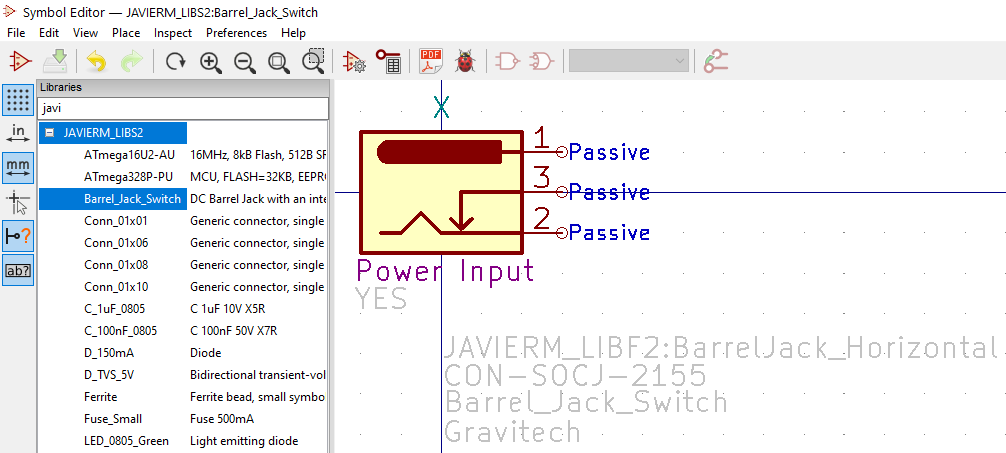 Symbol Editor — JAVIERM_LIBS2:Barrel_Jack_Switch
File Edit View Place Inspect Preferences Help
PDF
Libraries
javi
in
mm
ab?
JAVIERM_LIBS2
ATmega16U2-AU 16MHz, 8kB Flash, 512B SF
ATmega328P-PU MCU, FLASH=32KB, EEPR
Barrel_Jack_Switch DC Barrel Jack with an inte
Conn_01x01 Generic connector, single
Conn_01x06 Generic connector, single
Conn_01x08 Generic connector, single
Conn_01x10 Generic connector, single
C_1uF_0805 C 1uF 10V X5R
C_100nF_0805 C 100nF 50V X7R
D_150mA Diode
D_TVS_5V Bidirectional transient-vol
Ferrite Ferrite bead, small symbo
Fuse_Small Fuse 500mA
LED_0805_Green Light emitting diode
X
1 Passive
3 Passive
2 Passive
Power Input
YES
JAVIERM_LIBF2:BarrelJack_Horizontal
CON-SOCJ-2155
Barrel_Jack_Switch
Gravitech